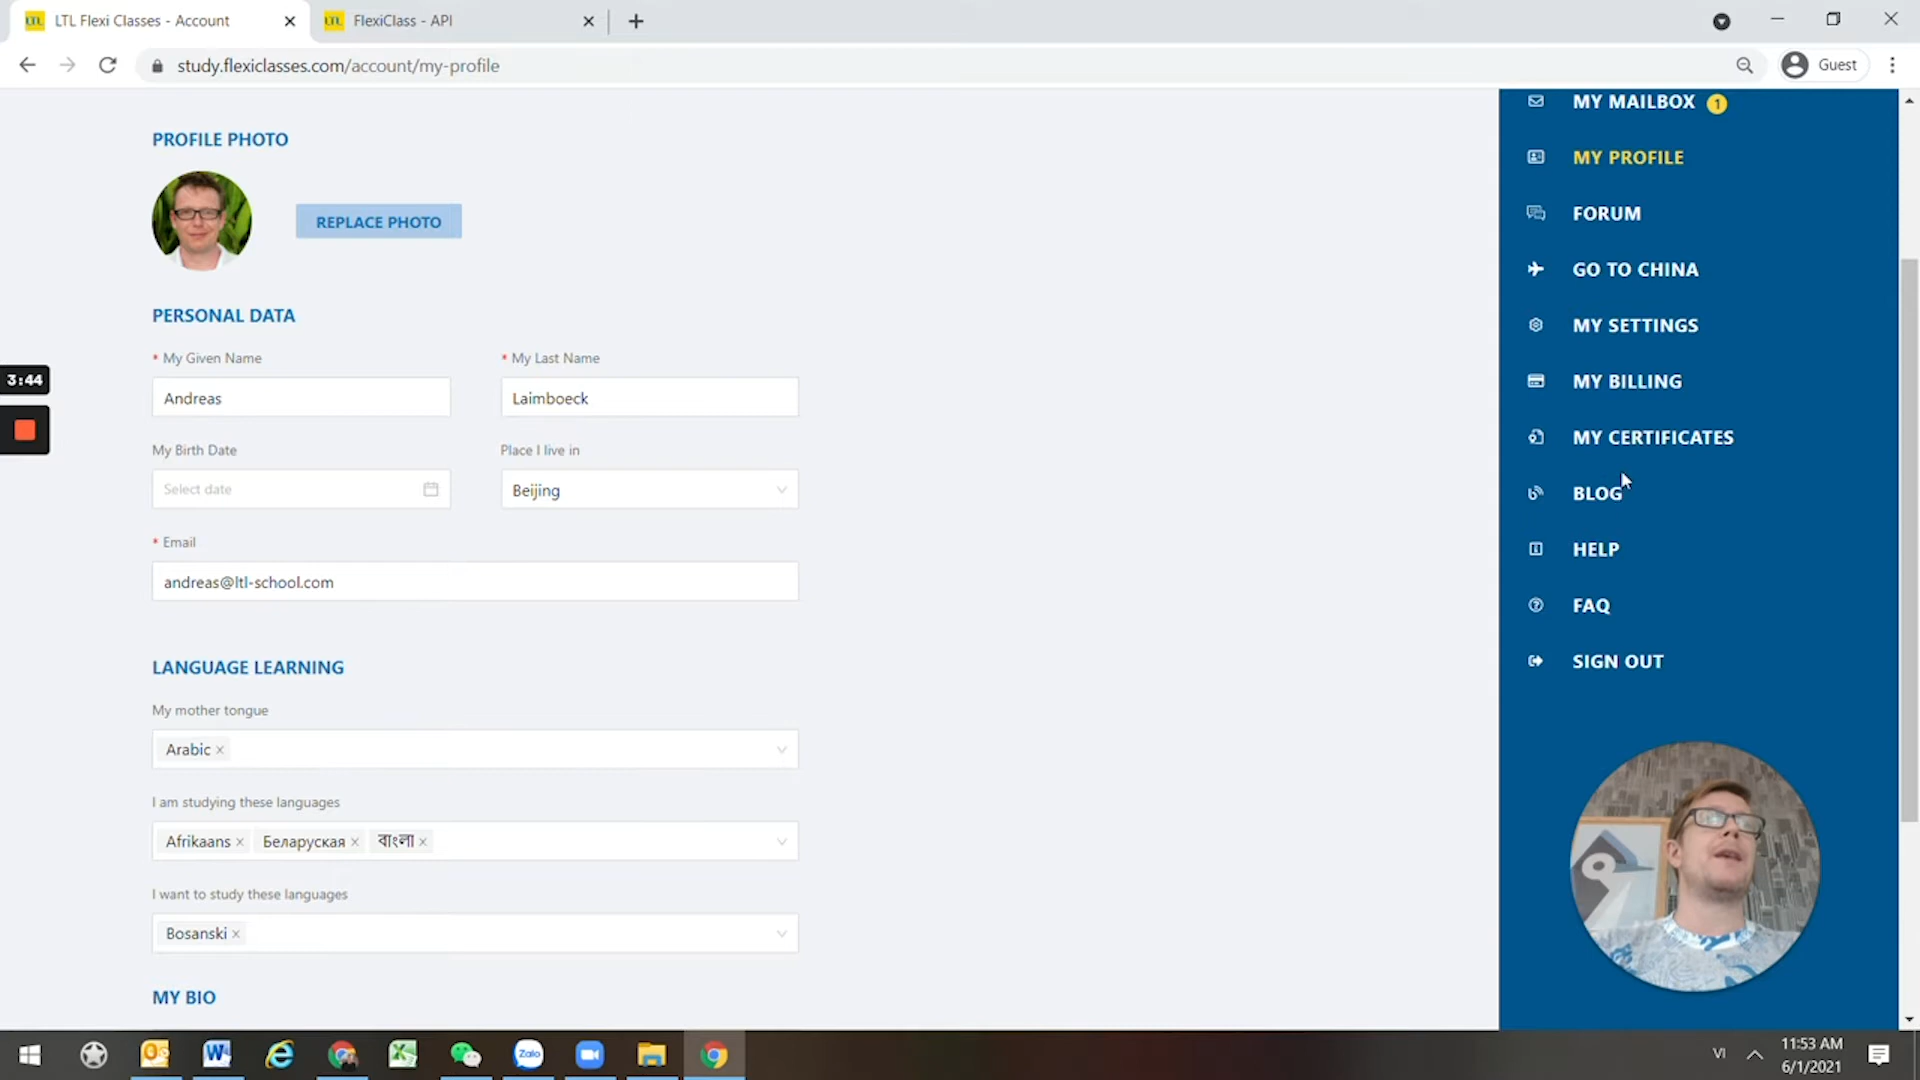 LTL Flexi Classes - Account
FlexiClass - API
study.flexiclasses.com/account/my-profile
Guest
PROFILE PHOTO
REPLACE PHOTO
PERSONAL DATA
* My Given Name
* My Last Name
Andreas
Laimboeck
My Birth Date
Place I live in
Select date
Beijing
* Email
andreas@ltl-school.com
LANGUAGE LEARNING
My mother tongue
Arabic
I am studying these languages
Afrikaans Беларуская বাংলা
I want to study these languages
Bosanski
MY BIO
MY MAILBOX 1
MY PROFILE
FORUM
GO TO CHINA
MY SETTINGS
MY BILLING
MY CERTIFICATES
BLOG
HELP
FAQ
SIGN OUT
3:44
Zalo
VI
11:53 AM
6/1/2021